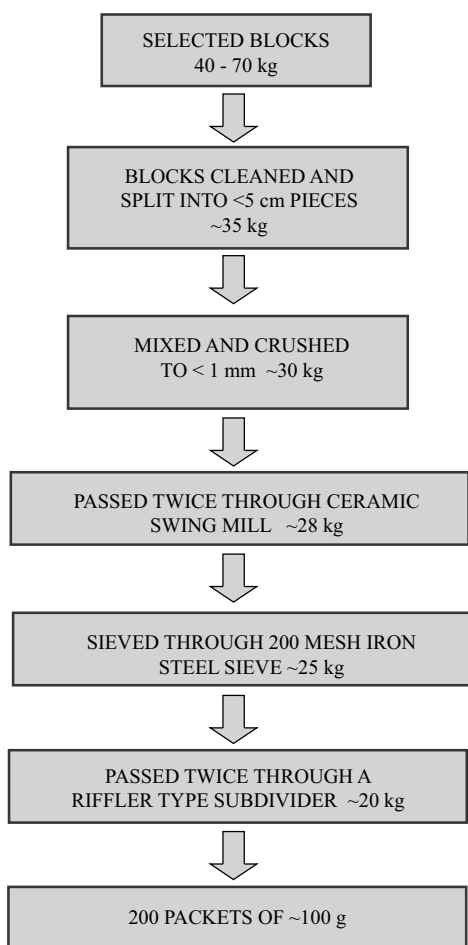 SELECTED BLOCKS
40 - 70 kg
BLOCKS CLEANED AND
SPLIT INTO <5 cm PIECES
~35 kg
MIXED AND CRUSHED
TO < 1 mm ~30 kg
PASSED TWICE THROUGH CERAMIC
SWING MILL ~28 kg
SIEVED THROUGH 200 MESH IRON
STEEL SIEVE ~25 kg
PASSED TWICE THROUGH A
RIFFLER TYPE SUBDIVIDER ~20 kg
200 PACKETS OF ~100 g